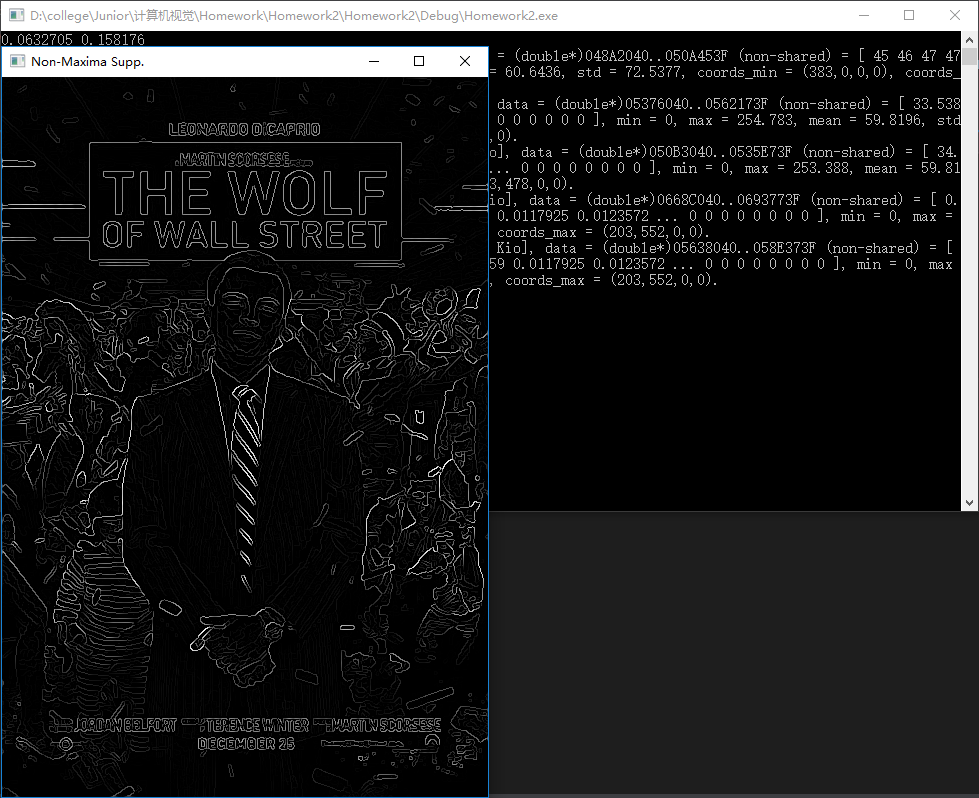 D:\college\Junior\计算机视觉\Homework\Homework2\Homework2\Debug\Homework2.exe
0.0632705 0.158176
Non-Maxima Supp.
= (double*)048A2040..050A453F (non-shared) = [ 45 46 47 47
= 60.6436, std = 72.5377, coords_min = (383,0,0,0), coords_
data = (double*)05376040..0562173F (non-shared) = [ 33.538
0 0 0 0 0 0 ], min = 0, max = 254.783, mean = 59.8196, std
,0).
o], data = (double*)050B3040..0535E73F (non-shared) = [ 34.
... 0 0 0 0 0 0 0 0 ], min = 0, max = 253.388, mean = 59.81
3,478,0,0).
io], data = (double*)0668C040..0693773F (non-shared) = [ 0.
0.0117925 0.0123572 ... 0 0 0 0 0 0 0 0 ], min = 0, max =
coords_max = (203,552,0,0).
Kio], data = (double*)05638040..058E373F (non-shared) = [
59 0.0117925 0.0123572 ... 0 0 0 0 0 0 0 0 ], min = 0, max
, coords_max = (203,552,0,0).
LEONARDO DICAPRIO
MARTIN SCORSESE
THE WOLF
OF WALL STREET
JORDAN BELFORT TERENCE WINTER MARTIN SCORSESE
DECEMBER 25